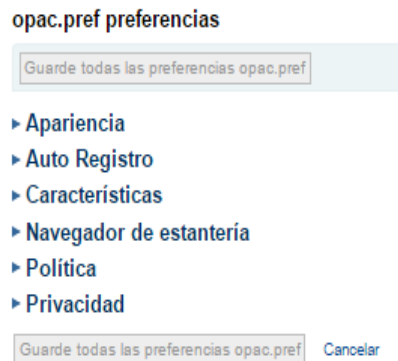 opac.pref preferencias
Guarde todas las preferencias opac.pref
Apariencia
Auto Registro
Características
Navegador de estantería
Política
Privacidad
Guarde todas las preferencias opac.pref Cancelar